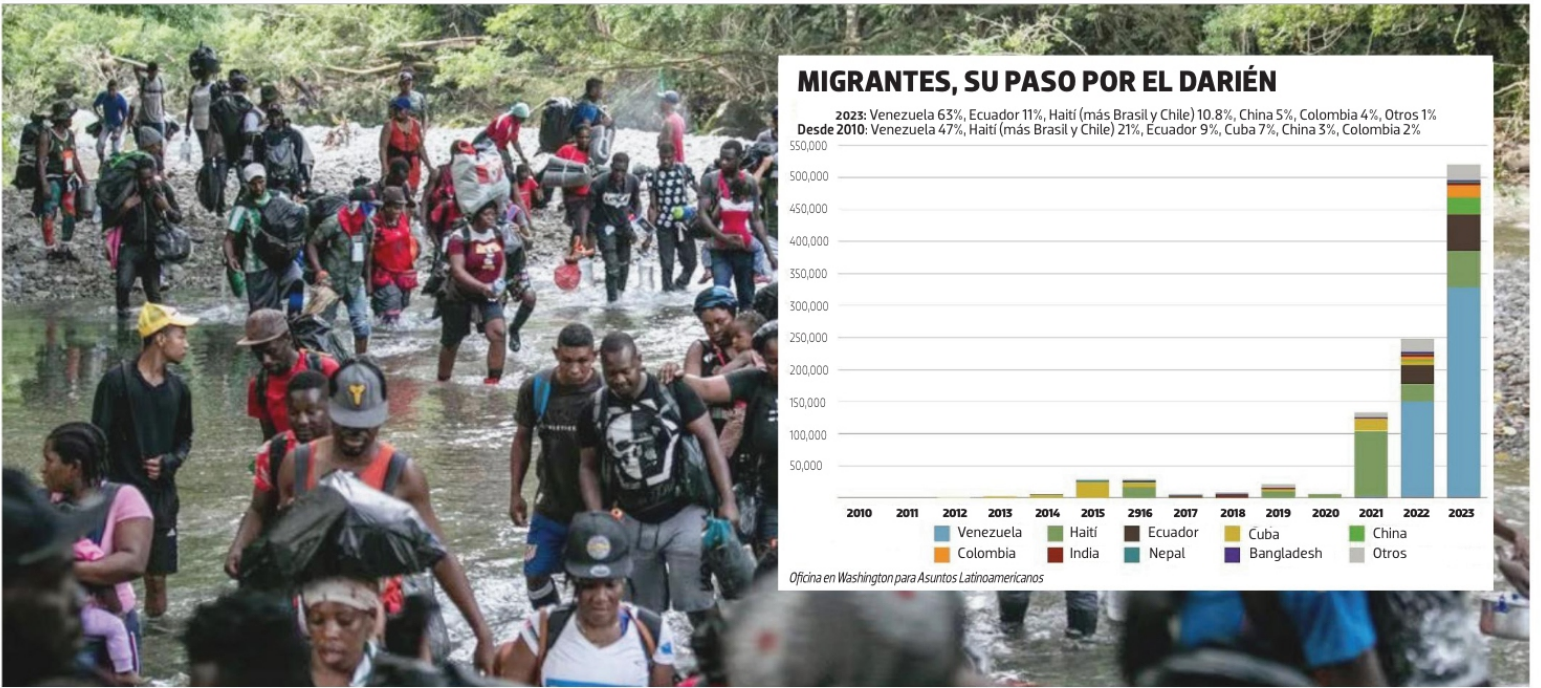 MIGRANTES, SU PASO POR EL DARIÉN
2023: Venezuela 63%, Ecuador 11%, Haití (más Brasil y Chile) 10.8%, China 5%, Colombia 4%, Otros 1%
Desde 2010: Venezuela 47%, Haití (más Brasil y Chile) 21%, Ecuador 9%, Cuba 7%, China 3%, Colombia 2%
550,000
500,000
450,000
400,000
350,000
300,000
250,000
200,000
150,000
100,000
50,000
2010 2011 2012 2013 2014 2015 2916 2017 2018 2019 2020 2021 2022 2023
Venezuela Haití Ecuador Cuba China
Colombia India Nepal Bangladesh Otros
Oficina en Washington para Asuntos Latinoamericanos